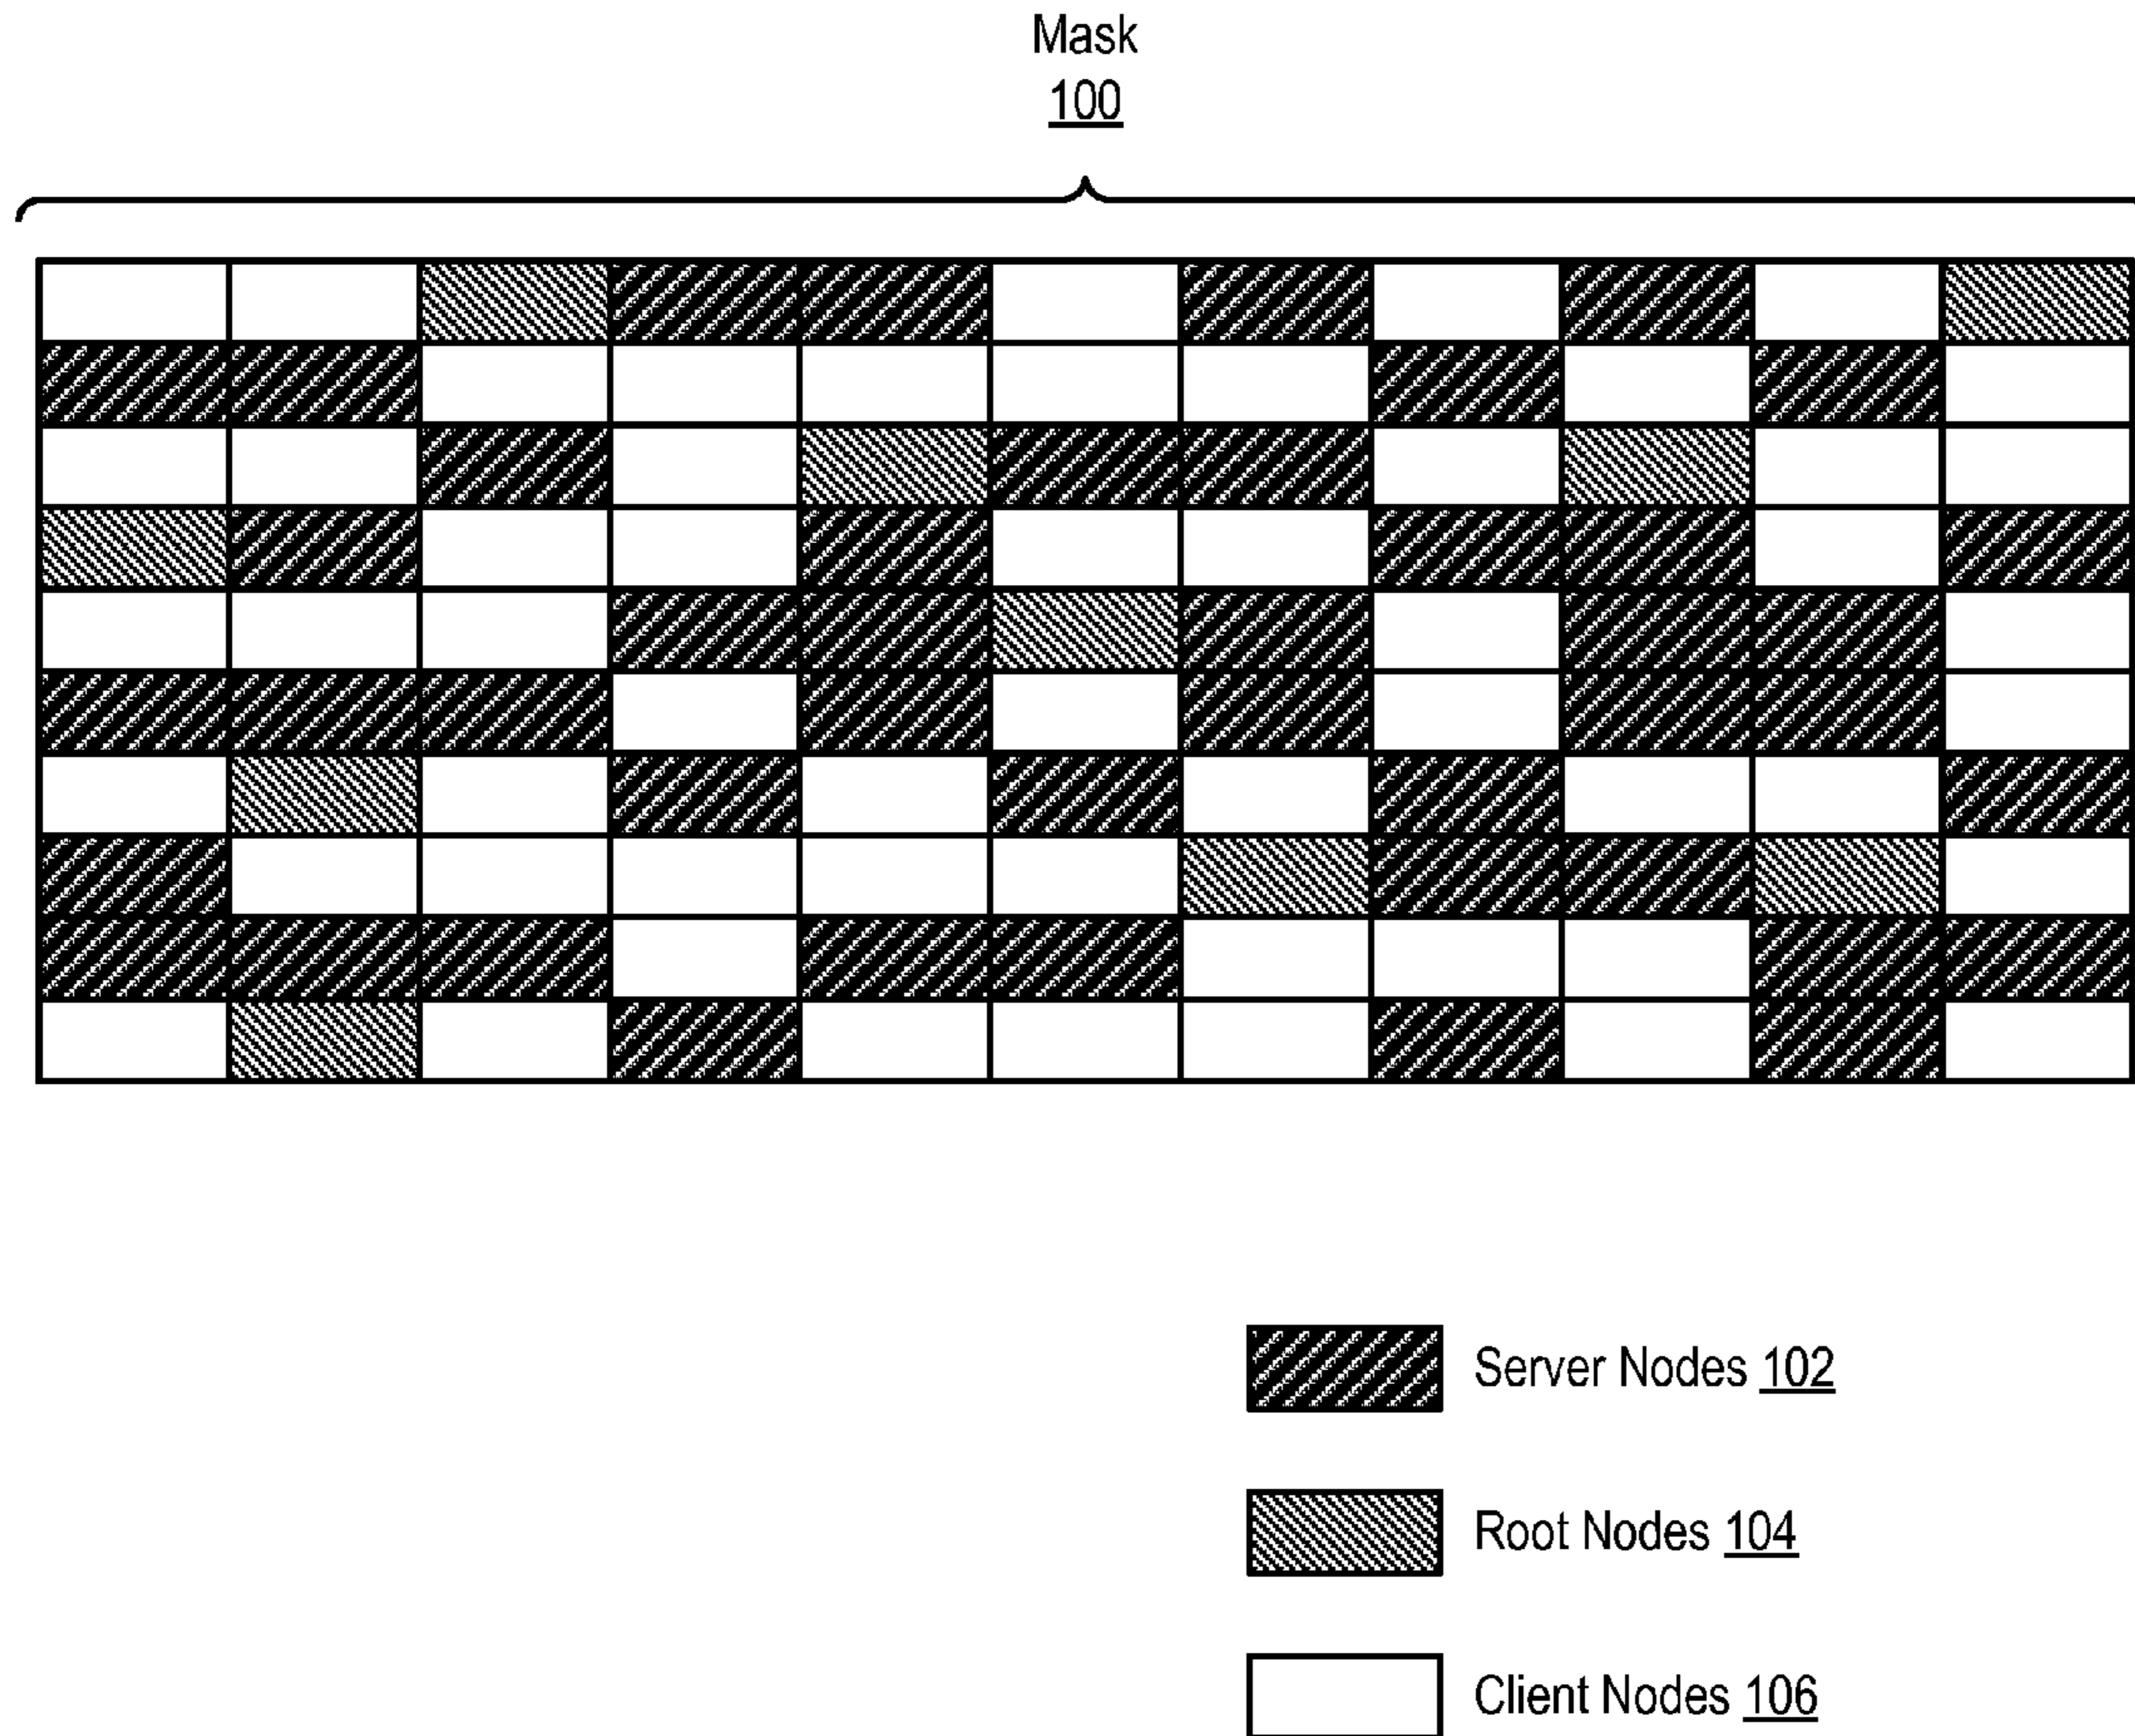 Mask
100
Server Nodes 102
Root Nodes 104
Client Nodes 106